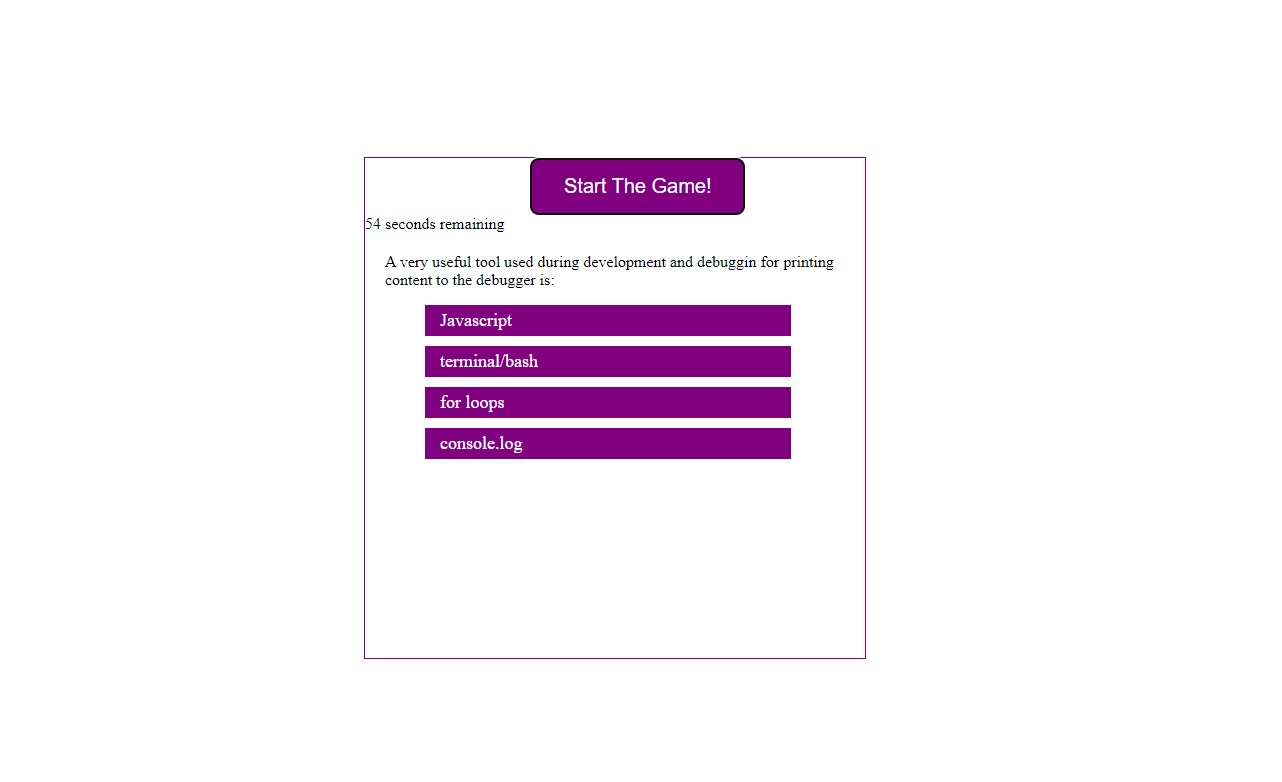 Start The Game!
54 seconds remaining
A very useful tool used during development and debuggin for printing
content to the debugger is:
Javascript
terminal/bash
for loops
console.log